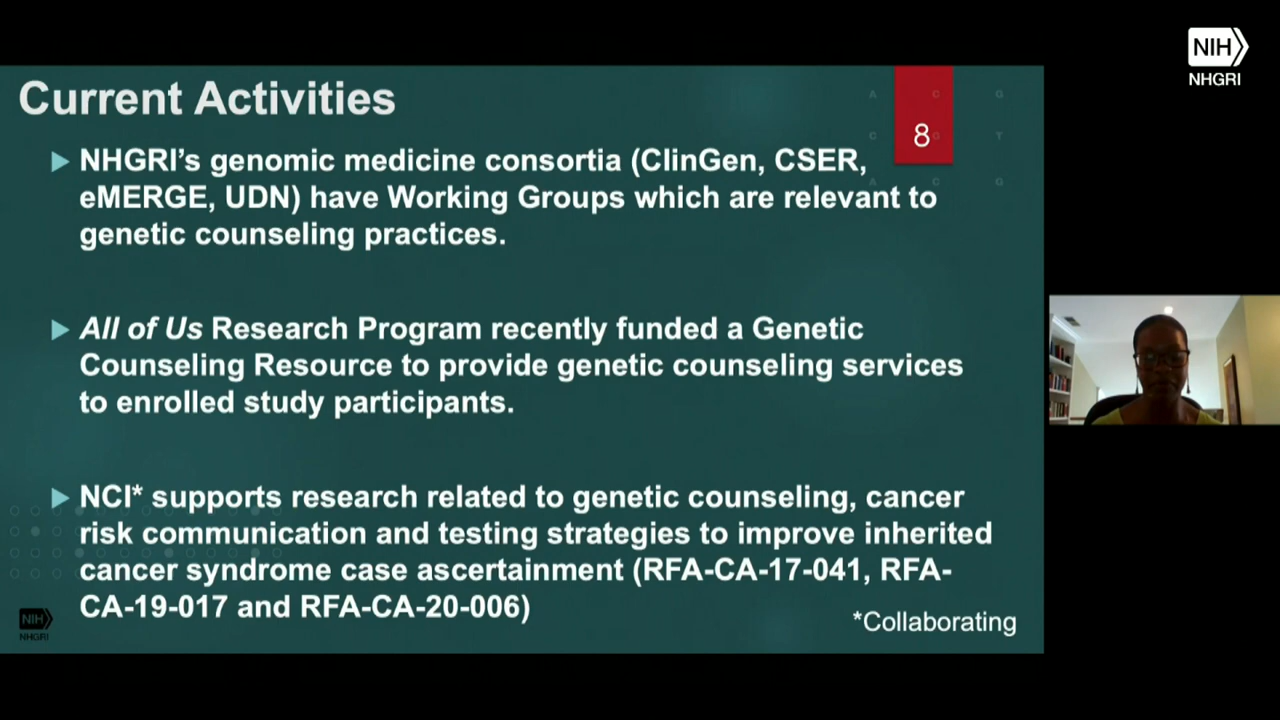 NIH
NHGRI
Current Activities
8
NHGRI’s genomic medicine consortia (ClinGen, CSER,
eMERGE, UDN) have Working Groups which are relevant to
genetic counseling practices.
All of Us Research Program recently funded a Genetic
Counseling Resource to provide genetic counseling services
to enrolled study participants.
NCI* supports research related to genetic counseling, cancer
risk communication and testing strategies to improve inherited
cancer syndrome case ascertainment (RFA-CA-17-041, RFA-
CA-19-017 and RFA-CA-20-006)
*Collaborating
NIH
NHGRI